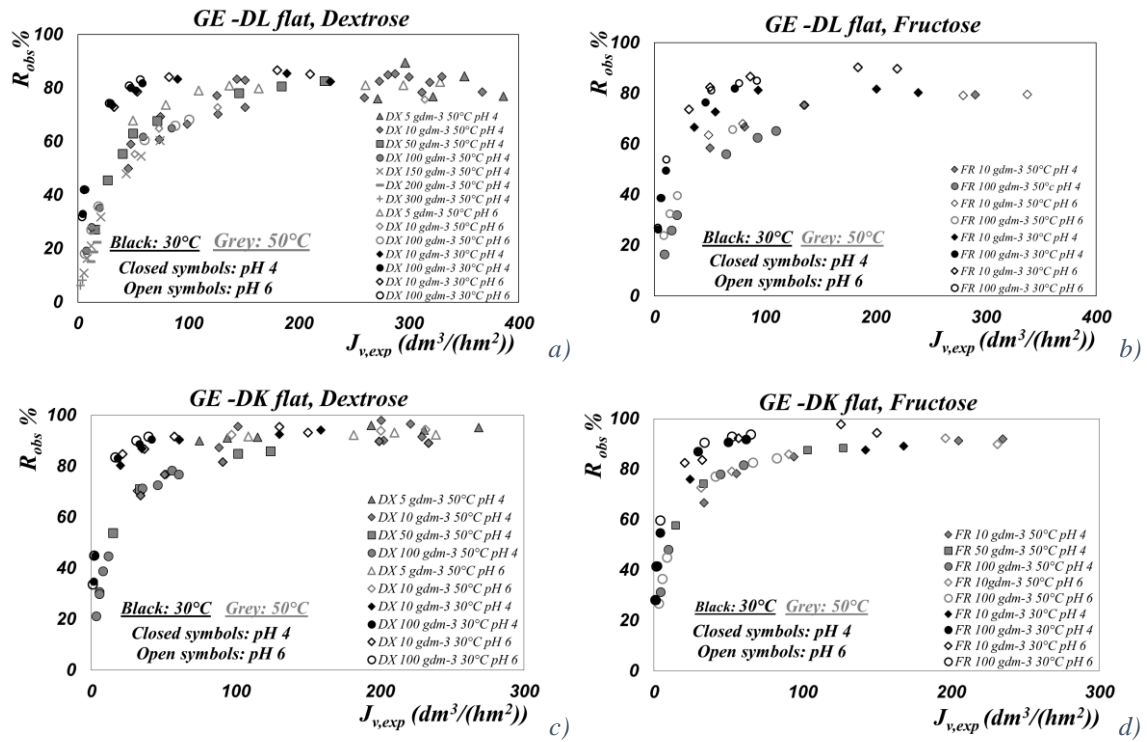 GE -DL flat, Dextrose
R_obs %
100
80
60
40
20
0
0 100 200 300 400
J_v,exp (dm³/(hm²))
Black: 30°C Grey: 50°C
Closed symbols: pH 4
Open symbols: pH 6
DX 5 gdm-3 50°C pH 4
DX 10 gdm-3 50°C pH 4
DX 50 gdm-3 50°C pH 4
DX 100 gdm-3 50°C pH 4
DX 150 gdm-3 50°C pH 4
DX 200 gdm-3 50°C pH 4
DX 300 gdm-3 50°C pH 4
DX 5 gdm-3 50°C pH 6
DX 10 gdm-3 50°C pH 6
DX 100 gdm-3 50°C pH 6
DX 10 gdm-3 30°C pH 4
DX 100 gdm-3 30°C pH 4
DX 10 gdm-3 30°C pH 6
DX 100 gdm-3 30°C pH 6
a)
GE -DL flat, Fructose
R_obs %
100
80
60
40
20
0
0 100 200 300 400
J_v,exp (dm³/(hm²))
Black: 30°C Grey: 50°C
Closed symbols: pH 4
Open symbols: pH 6
FR 10 gdm-3 50°C pH 4
FR 100 gdm-3 50°c pH 4
FR 10 gdm-3 50°C pH 6
FR 100 gdm-3 50°C pH 6
FR 10 gdm-3 30°C pH 4
FR 100 gdm-3 30°C pH 4
FR 10 gdm-3 30°C pH 6
FR 100 gdm-3 30°C pH 6
b)
GE -DK flat, Dextrose
R_obs %
100
80
60
40
20
0
0 100 200 300
J_v,exp (dm³/(hm²))
Black: 30°C Grey: 50°C
Closed symbols: pH 4
Open symbols: pH 6
DX 5 gdm-3 50°C pH 4
DX 10 gdm-3 50°C pH 4
DX 50 gdm-3 50°C pH 4
DX 100 gdm-3 50°C pH 4
DX 5 gdm-3 50°C pH 6
DX 10 gdm-3 50°C pH 6
DX 10 gdm-3 30°C pH 4
DX 100 gdm-3 30°C pH 4
DX 10 gdm-3 30°C pH 6
DX 100 gdm-3 30°C pH 6
c)
GE -DK flat, Fructose
R_obs %
100
80
60
40
20
0
0 100 200 300
J_v,exp (dm³/(hm²))
Black: 30°C Grey: 50°C
Closed symbols: pH 4
Open symbols: pH 6
FR 10 gdm-3 50°C pH 4
FR 50 gdm-3 50°C pH 4
FR 100 gdm-3 50°C pH 4
FR 10gdm-3 50°C pH 6
FR 100 gdm-3 50°C pH 6
FR 10 gdm-3 30°C pH 4
FR 100 gdm-3 30°C pH 4
FR 10 gdm-3 30°C pH 6
FR 100 gdm-3 30°C pH 6
d)